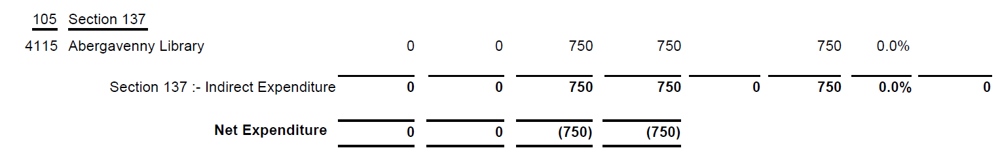 105 Section 137
4115 Abergavenny Library 0 0 750 750 750 0.0%
Section 137 :- Indirect Expenditure 0 0 750 750 0 750 0.0% 0
Net Expenditure 0 0 (750) (750)